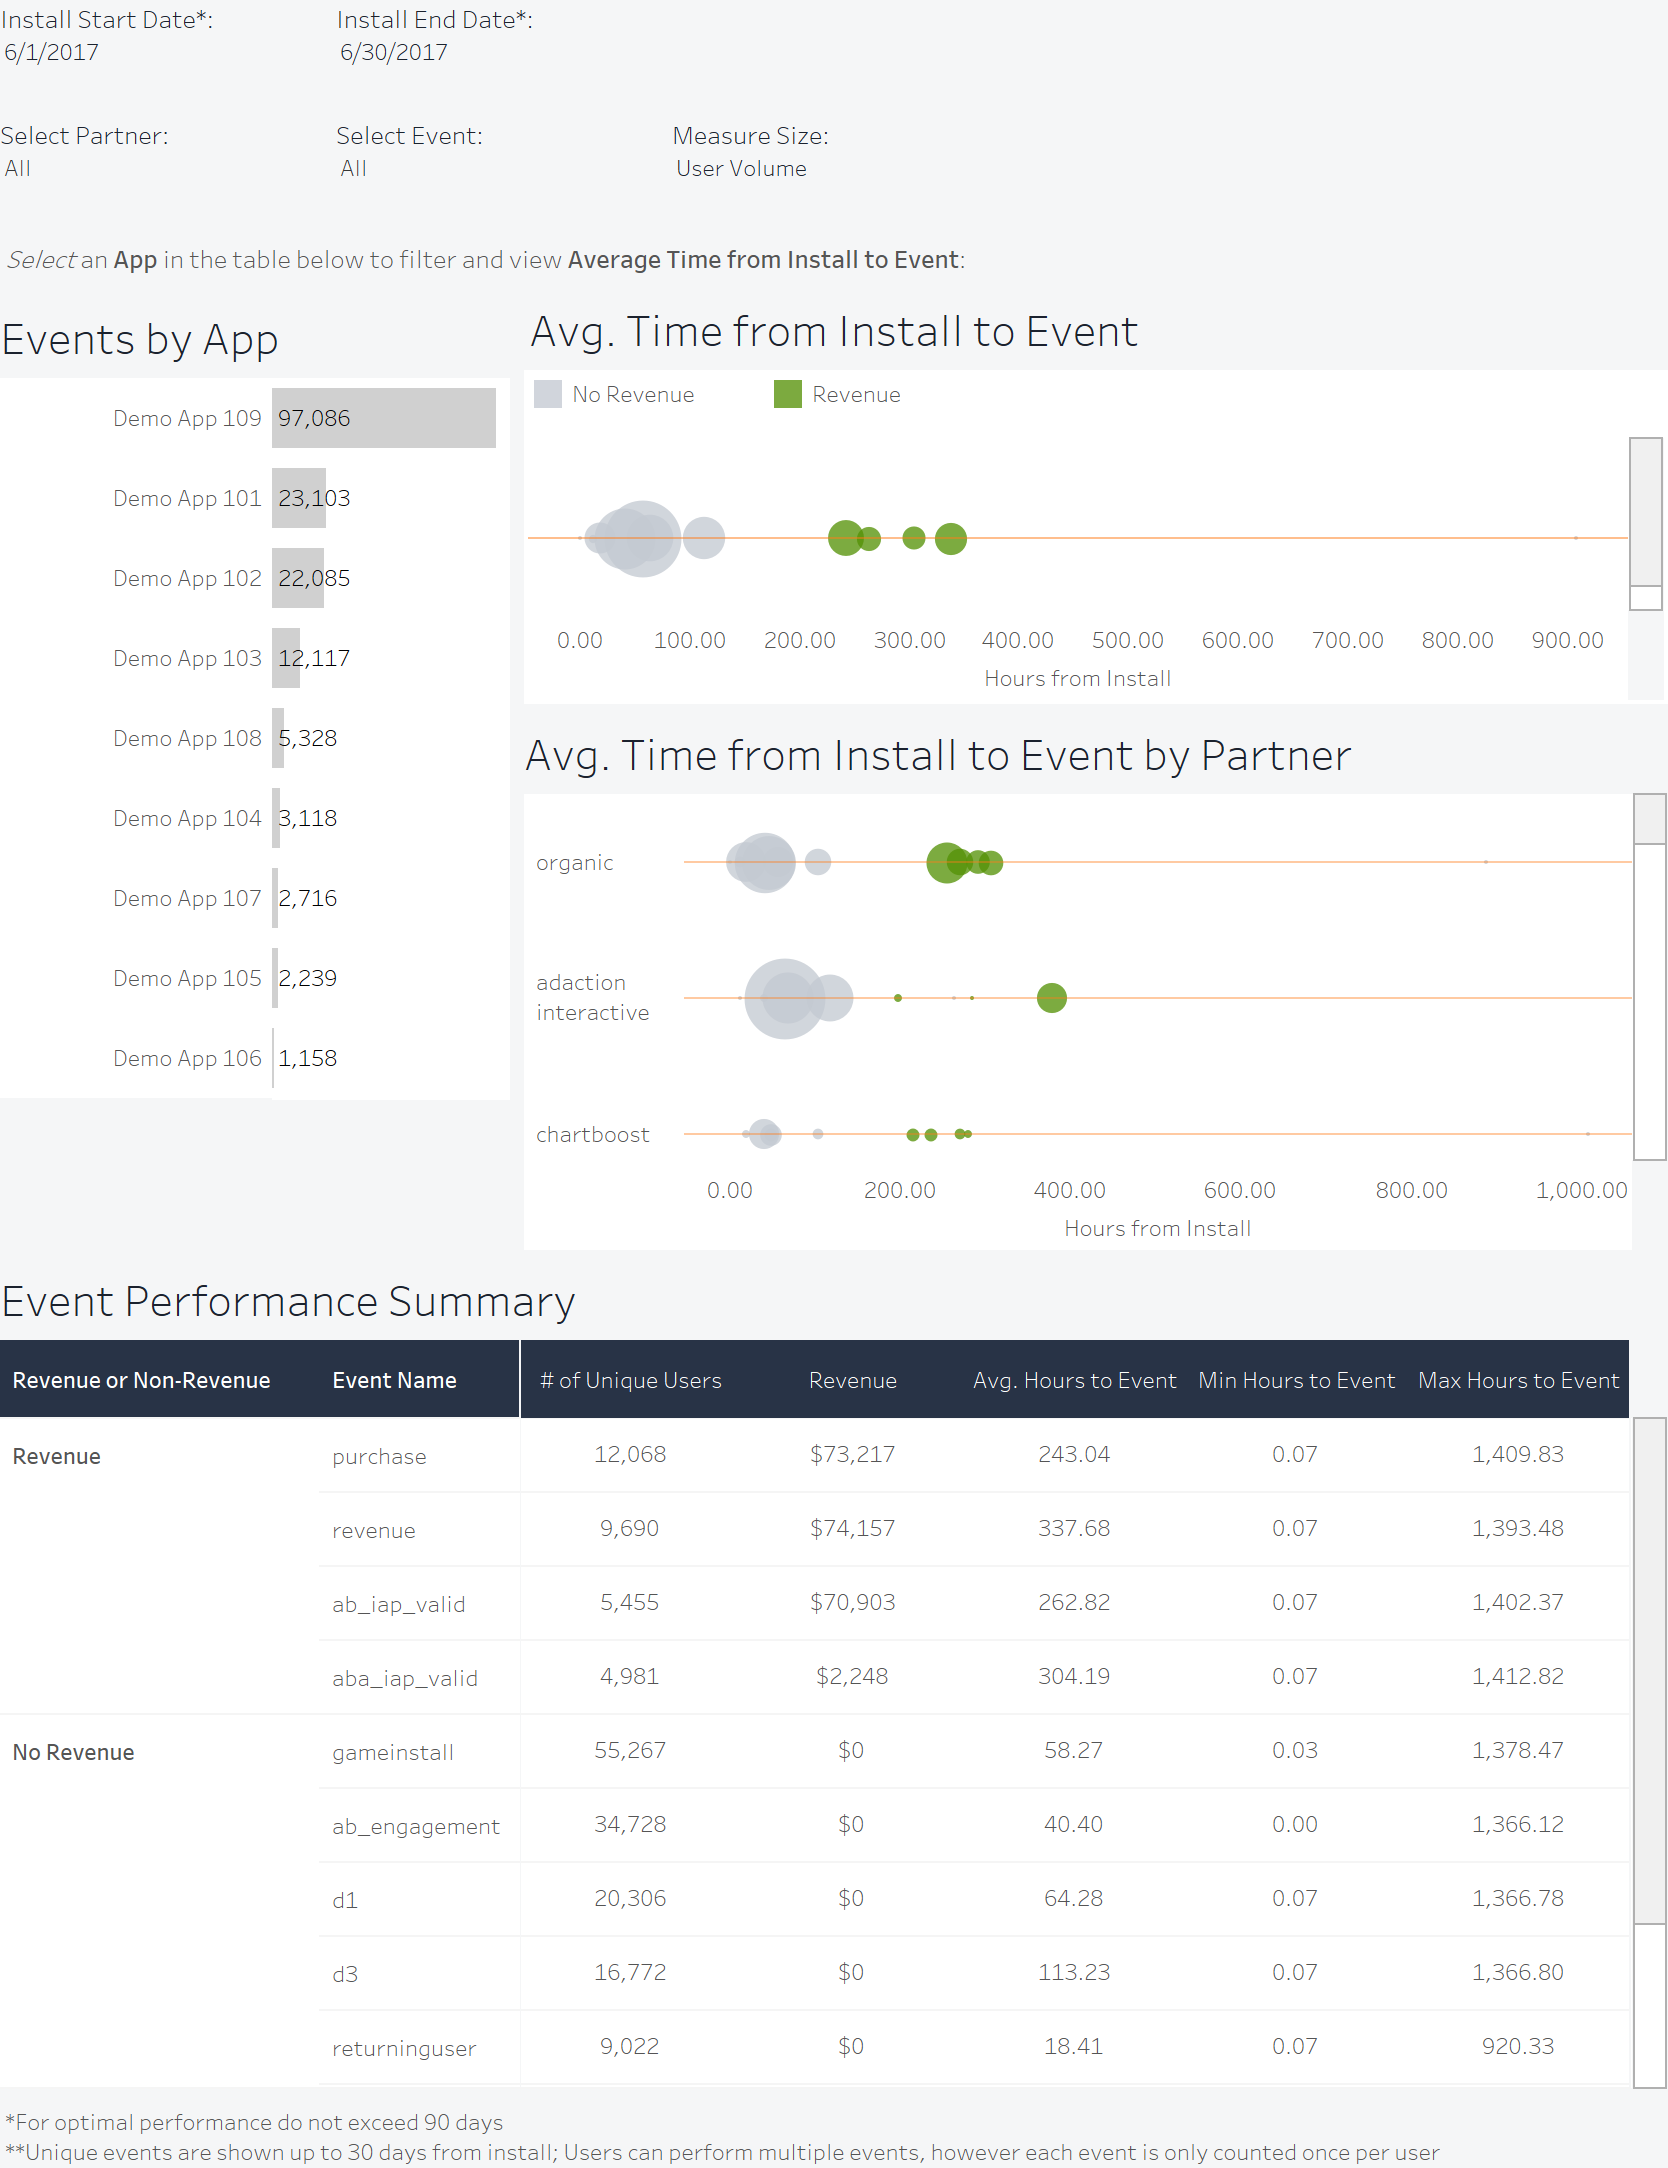 Install Start Date*: Install End Date*:
6/1/2017 6/30/2017
Select Partner: Select Event: Measure Size:
All All User Volume
Select an App in the table below to filter and view Average Time from Install to Event:
Events by App
Demo App 109 97,086
Demo App 101 23,103
Demo App 102 22,085
Demo App 103 12,117
Demo App 108 5,328
Demo App 104 3,118
Demo App 107 2,716
Demo App 105 2,239
Demo App 106 1,158
Avg. Time from Install to Event
No Revenue Revenue
0.00 100.00 200.00 300.00 400.00 500.00 600.00 700.00 800.00 900.00
Hours from Install
Avg. Time from Install to Event by Partner
organic
adaction
interactive
chartboost
0.00 200.00 400.00 600.00 800.00 1,000.00
Hours from Install
Event Performance Summary
Revenue or Non-Revenue Event Name # of Unique Users Revenue Avg. Hours to Event Min Hours to Event Max Hours to Event
Revenue purchase 12,068 $73,217 243.04 0.07 1,409.83
revenue 9,690 $74,157 337.68 0.07 1,393.48
ab_iap_valid 5,455 $70,903 262.82 0.07 1,402.37
aba_iap_valid 4,981 $2,248 304.19 0.07 1,412.82
No Revenue gameinstall 55,267 $0 58.27 0.03 1,378.47
ab_engagement 34,728 $0 40.40 0.00 1,366.12
d1 20,306 $0 64.28 0.07 1,366.78
d3 16,772 $0 113.23 0.07 1,366.80
returninguser 9,022 $0 18.41 0.07 920.33
*For optimal performance do not exceed 90 days
**Unique events are shown up to 30 days from install; Users can perform multiple events, however each event is only counted once per user